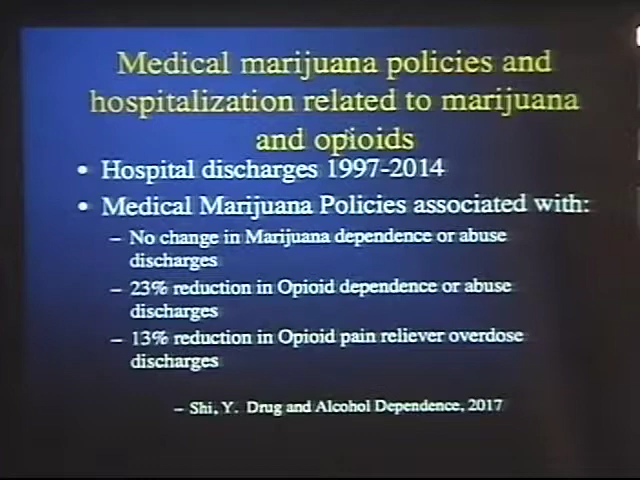 Medical marijuana policies and
hospitalization related to marijuana
and opioids
• Hospital discharges 1997-2014
• Medical Marijuana Policies associated with:
– No change in Marijuana dependence or abuse
discharges
– 23% reduction in Opioid dependence or abuse
discharges
– 13% reduction in Opioid pain reliever overdose
discharges
– Shi, Y. Drug and Alcohol Dependence, 2017